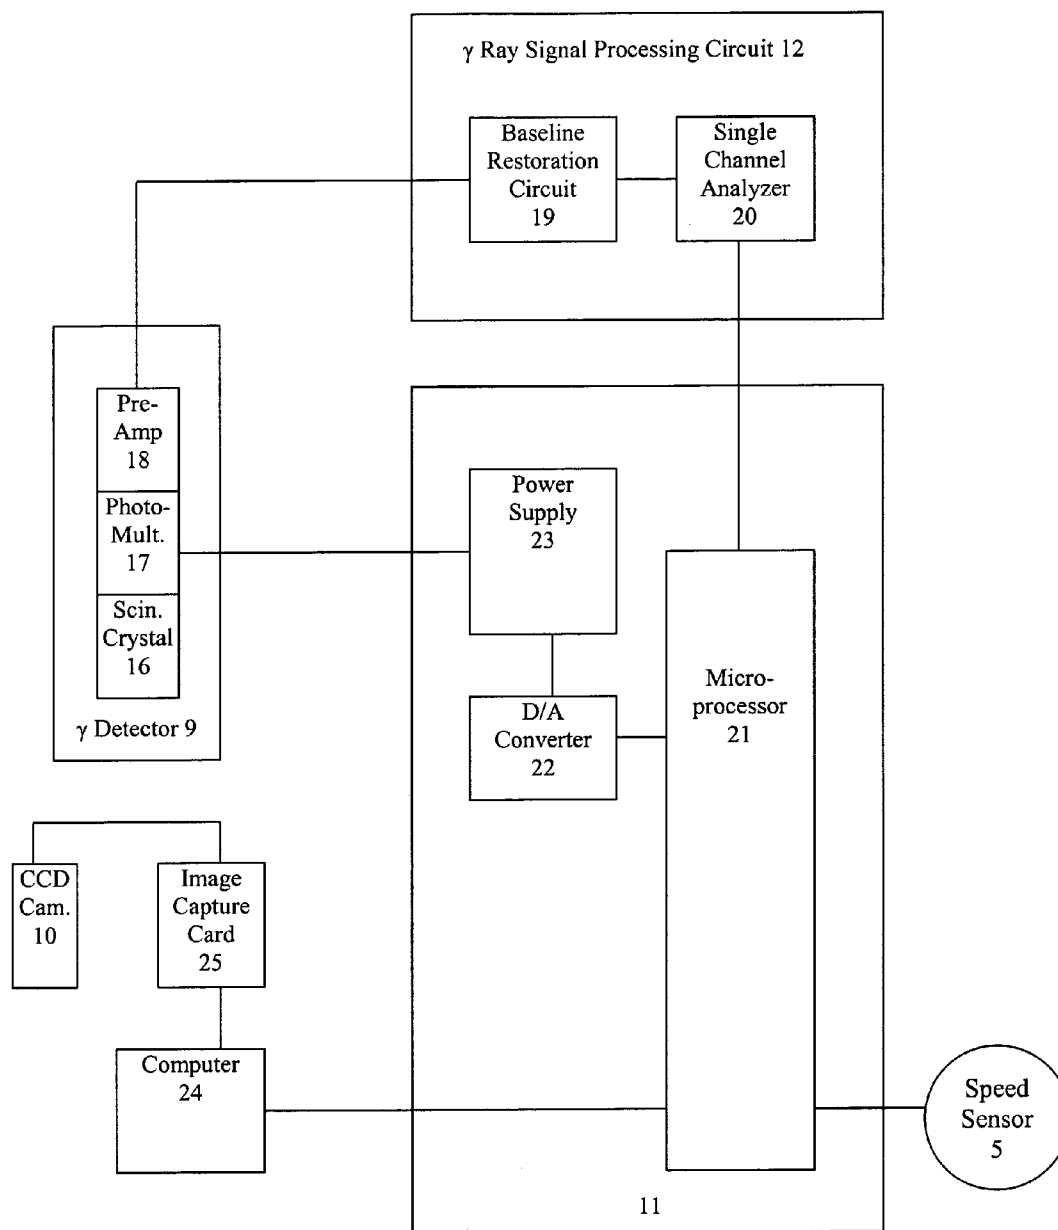 γ Ray Signal Processing Circuit 12
Baseline
Restoration
Circuit
19
Single
Channel
Analyzer
20
Pre-
Amp
18
Photo-
Mult.
17
Scin.
Crystal
16
γ Detector 9
Power
Supply
23
D/A
Converter
22
Micro-
processor
21
CCD
Cam.
10
Image
Capture
Card
25
Computer
24
Speed
Sensor
5
11